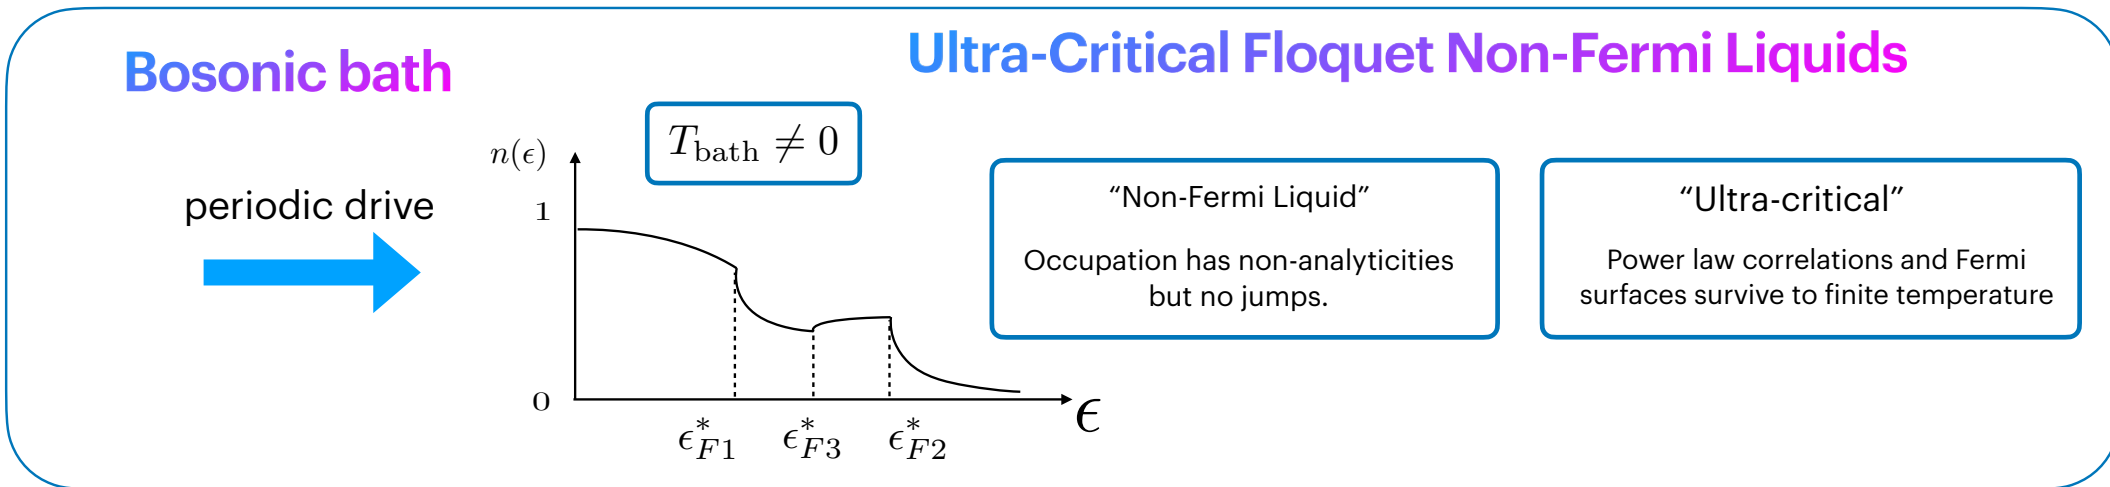 Bosonic bath
Ultra-Critical Floquet Non-Fermi Liquids
periodic drive
n(ϵ)
T_bath ≠ 0
1
0
ϵ*_F1
ϵ*_F3
ϵ*_F2
ϵ
“Non-Fermi Liquid”
Occupation has non-analyticities
but no jumps.
“Ultra-critical”
Power law correlations and Fermi
surfaces survive to finite temperature